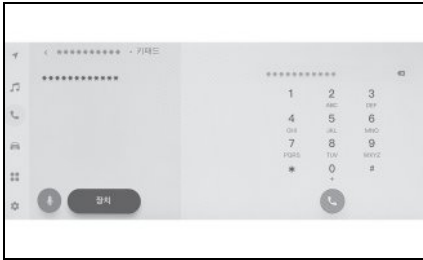 • 키패드
1 2 3
ABC DEF
4 5 6
GHI JKL MNO
7 8 9
PQRS TUV WXYZ
* 0 #
+
장치